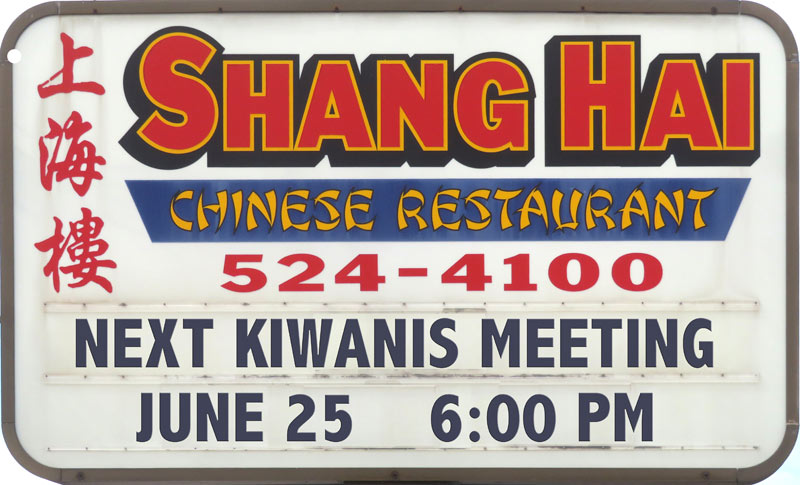 上海樓
SHANG HAI
CHINESE RESTAURANT
524-4100
NEXT KIWANIS MEETING
JUNE 25 6:00 PM